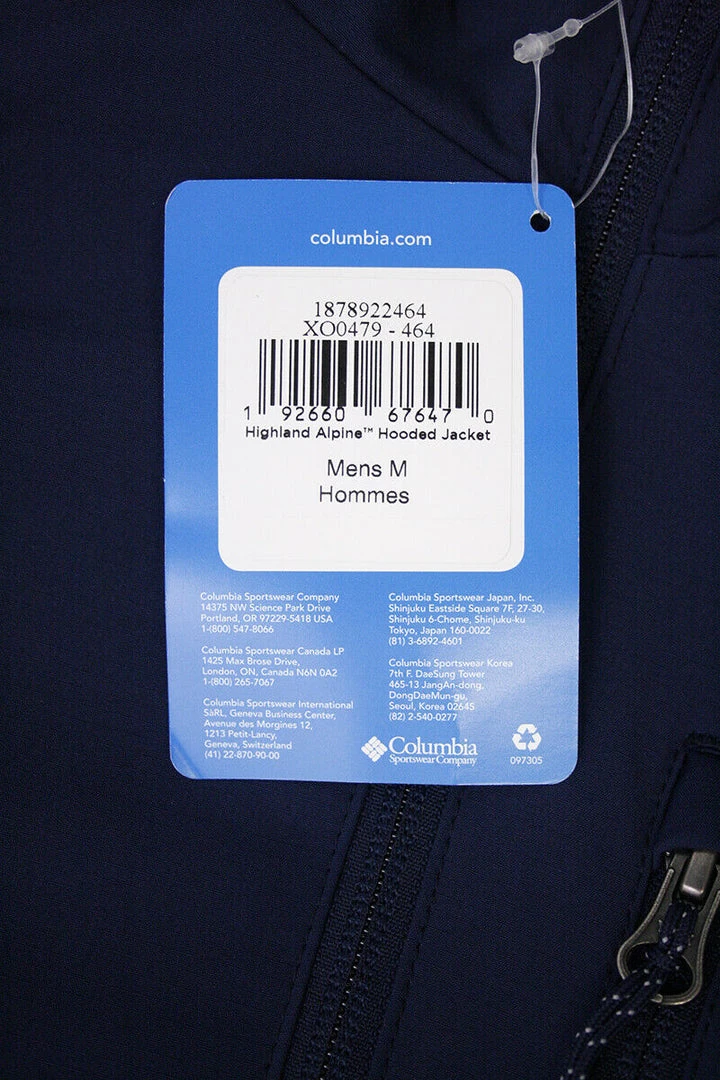 columbia.com
1878922464
XO0479 - 464
1 92660 67647 0
Highland Alpine™ Hooded Jacket
Mens M
Hommes
Columbia Sportswear Company
14375 NW Science Park Drive
Portland, OR 97229-5418 USA
1-(800) 547-8066
Columbia Sportswear Canada LP
1425 Max Brose Drive,
London, ON, Canada N6N 0A2
1-(800) 265-7067
Columbia Sportswear International
SàRL, Geneva Business Center,
Avenue des Morgines 12,
1213 Petit-Lancy,
Geneva, Switzerland
(41) 22-870-90-00
Columbia Sportswear Japan, Inc.
Shinjuku Eastside Square 7F, 27-30,
Shinjuku 6-Chome, Shinjuku-ku
Tokyo, Japan 160-0022
(81) 3-6892-4601
Columbia Sportswear Korea
7th F. DaeSung Tower
465-13 JangAn-dong,
DongDaeMun-gu,
Seoul, Korea 02645
(82) 2-540-0277
Columbia
Sportswear Company
097305